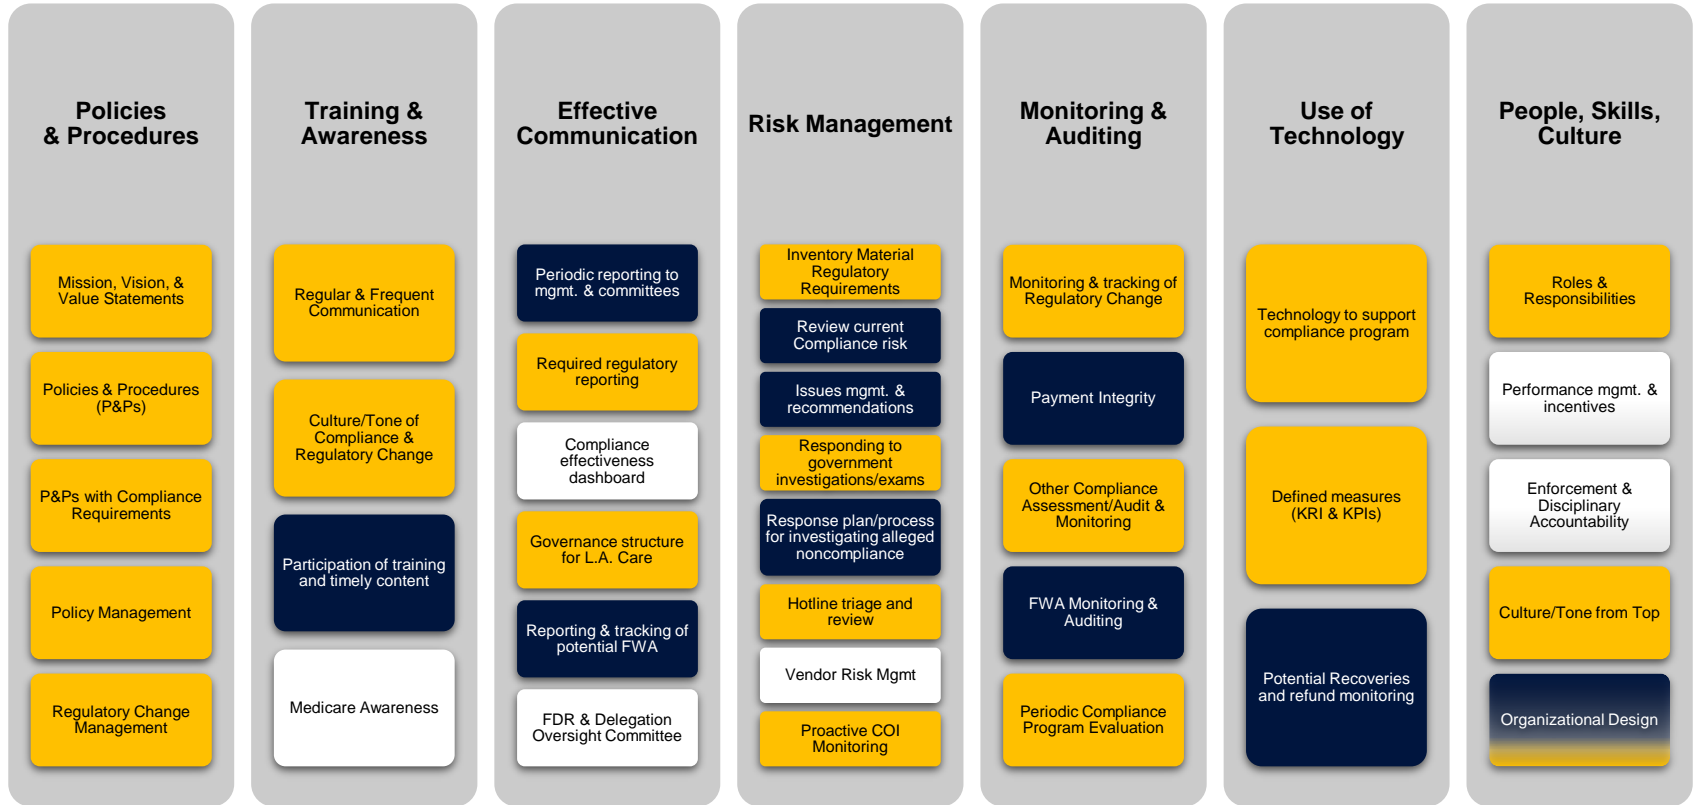 Policies
& Procedures
Mission, Vision, &
Value Statements
Policies & Procedures
(P&Ps)
P&Ps with Compliance
Requirements
Policy Management
Regulatory Change
Management
Training &
Awareness
Regular & Frequent
Communication
Culture/Tone of
Compliance &
Regulatory Change
Participation of training
and timely content
Medicare Awareness
Effective
Communication
Periodic reporting to
mgmt. & committees
Required regulatory
reporting
Compliance
effectiveness
dashboard
Governance structure
for L.A. Care
Reporting & tracking of
potential FWA
FDR & Delegation
Oversight Committee
Risk Management
Inventory Material
Regulatory
Requirements
Review current
Compliance risk
Issues mgmt. &
recommendations
Responding to
government
investigations/exams
Response plan/process
for investigating alleged
noncompliance
Hotline triage and
review
Vendor Risk Mgmt
Proactive COI
Monitoring
Monitoring &
Auditing
Monitoring & tracking of
Regulatory Change
Payment Integrity
Other Compliance
Assessment/Audit &
Monitoring
FWA Monitoring &
Auditing
Periodic Compliance
Program Evaluation
Use of
Technology
Technology to support
compliance program
Defined measures
(KRI & KPIs)
Potential Recoveries
and refund monitoring
People, Skills,
Culture
Roles &
Responsibilities
Performance mgmt. &
incentives
Enforcement &
Disciplinary
Accountability
Culture/Tone from Top
Organizational Design